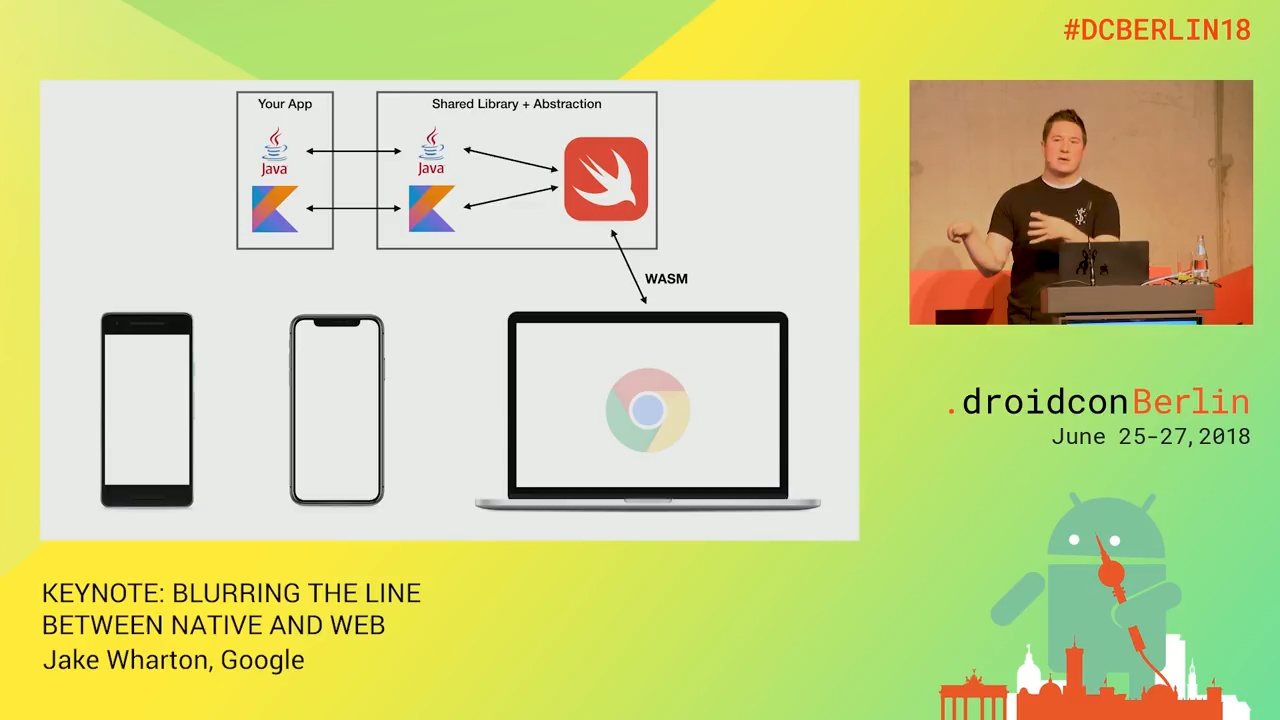 #DCBERLIN18
Your App
Shared Library + Abstraction
Java
Java
WASM
.droidconBerlin
June 25-27,2018
KEYNOTE: BLURRING THE LINE
BETWEEN NATIVE AND WEB
Jake Wharton, Google